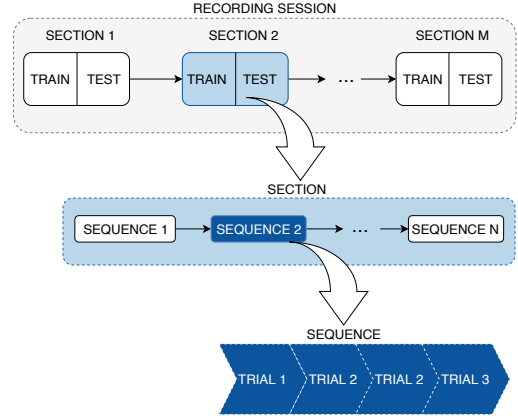 RECORDING SESSION
SECTION 1 SECTION 2 SECTION M
TRAIN TEST TRAIN TEST ... TRAIN TEST
SECTION
SEQUENCE 1 SEQUENCE 2 ... SEQUENCE N
SEQUENCE
TRIAL 1 TRIAL 2 TRIAL 2 TRIAL 3